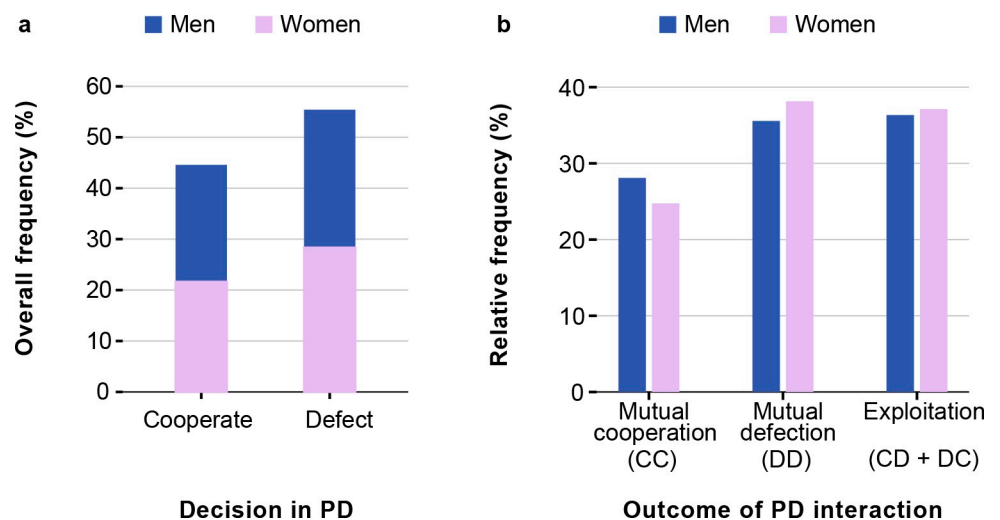 a
Men
Women
Overall frequency (%)
60
50
40
30
20
10
0
Cooperate
Defect
Decision in PD
b
Men
Women
Relative frequency (%)
40
30
20
10
0
Mutual
cooperation
(CC)
Mutual
defection
(DD)
Exploitation
(CD + DC)
Outcome of PD interaction